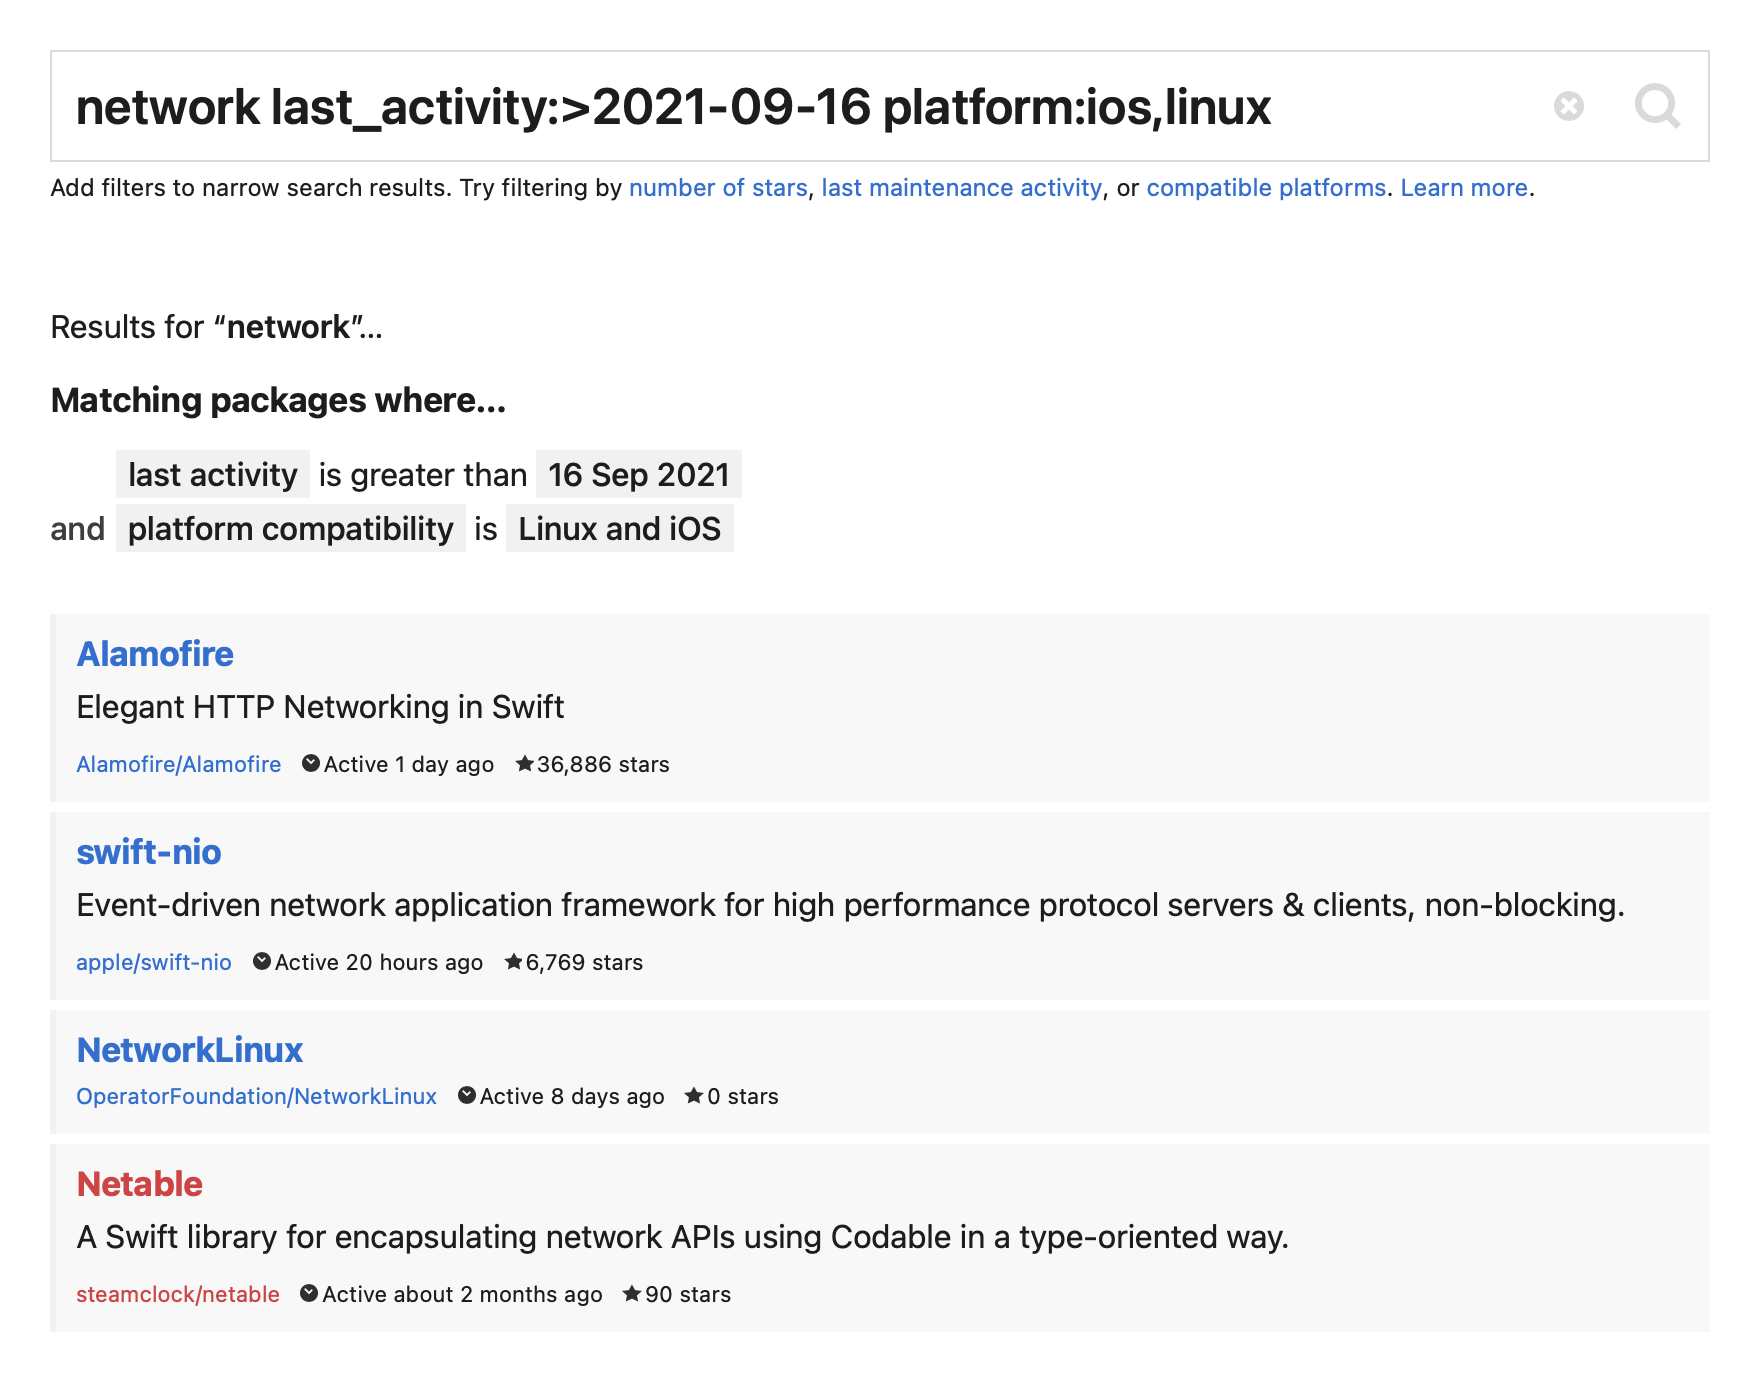 network last_activity:>2021-09-16 platform:ios,linux
Add filters to narrow search results. Try filtering by number of stars, last maintenance activity, or compatible platforms. Learn more.
Results for “network”...
Matching packages where...
last activity is greater than 16 Sep 2021
and platform compatibility is Linux and iOS
Alamofire
Elegant HTTP Networking in Swift
Alamofire/Alamofire Active 1 day ago 36,886 stars
swift-nio
Event-driven network application framework for high performance protocol servers & clients, non-blocking.
apple/swift-nio Active 20 hours ago 6,769 stars
NetworkLinux
OperatorFoundation/NetworkLinux Active 8 days ago 0 stars
Netable
A Swift library for encapsulating network APIs using Codable in a type-oriented way.
steamclock/netable Active about 2 months ago 90 stars